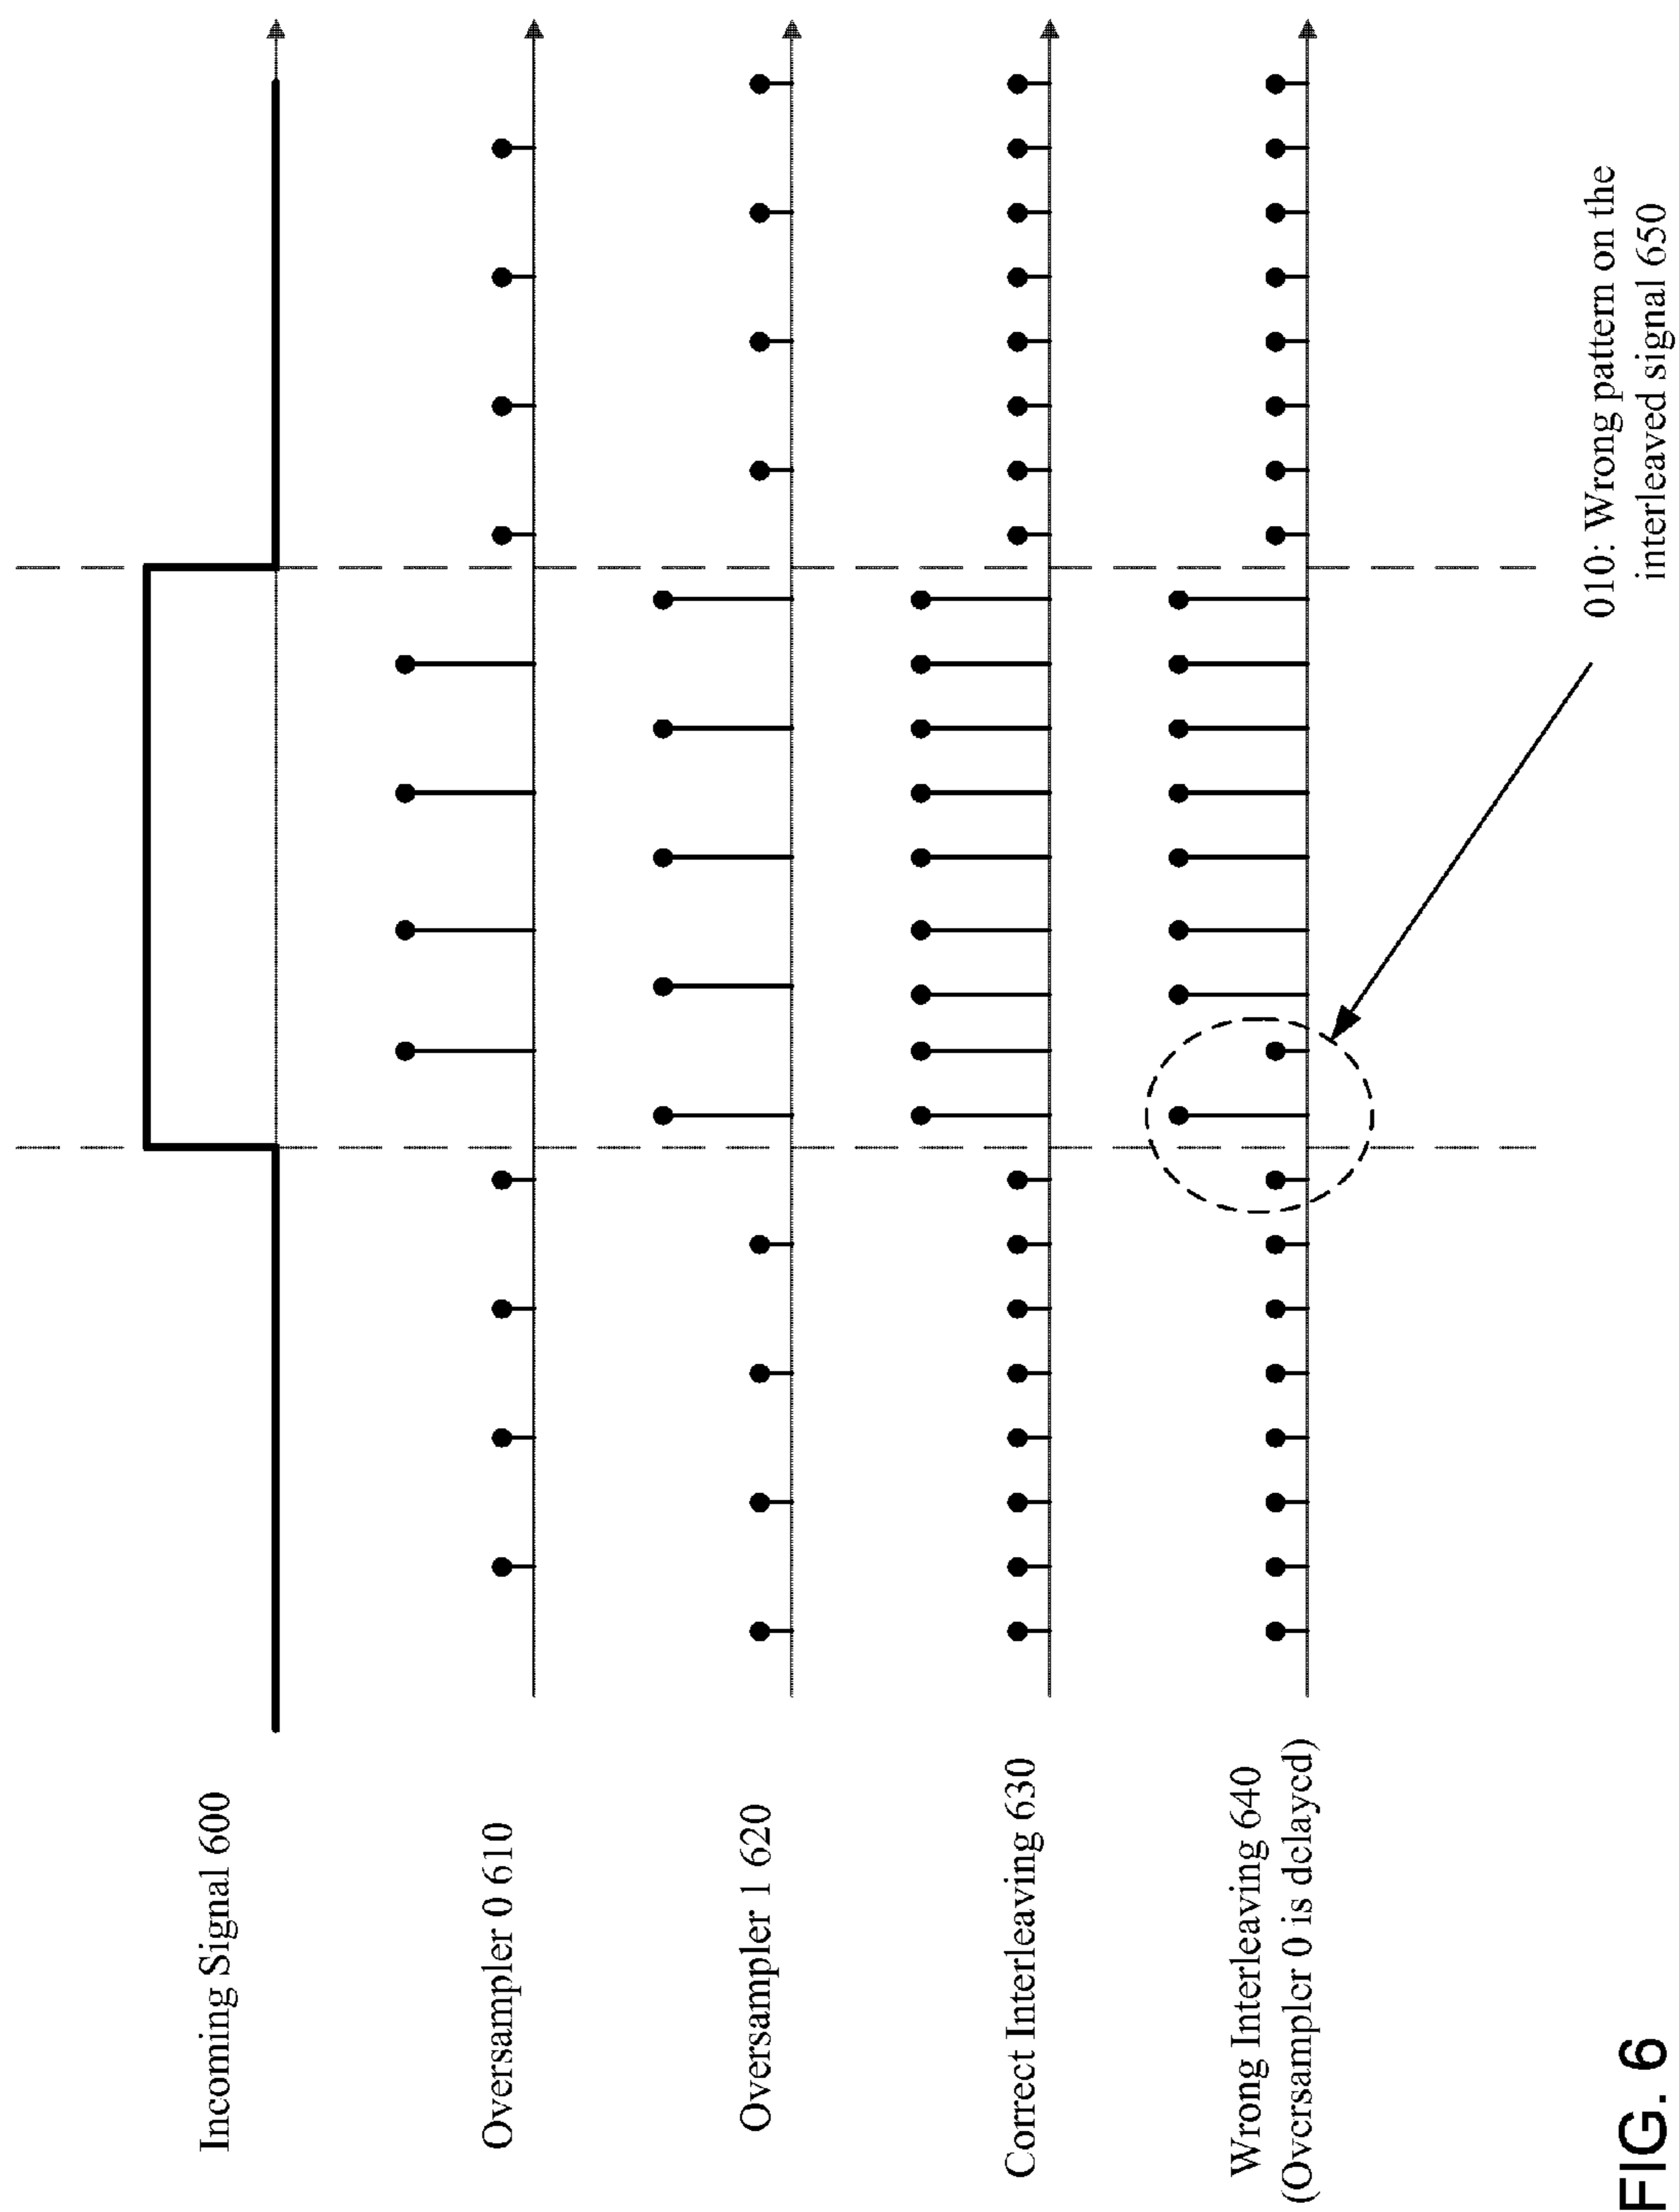 Incoming Signal 600
Oversampler 0 610
Oversampler 1 620
Correct Interleaving 630
Wrong Interleaving 640
(Oversampler 0 is delayed)
010: Wrong pattern on the
interleaved signal 650
FIG. 6